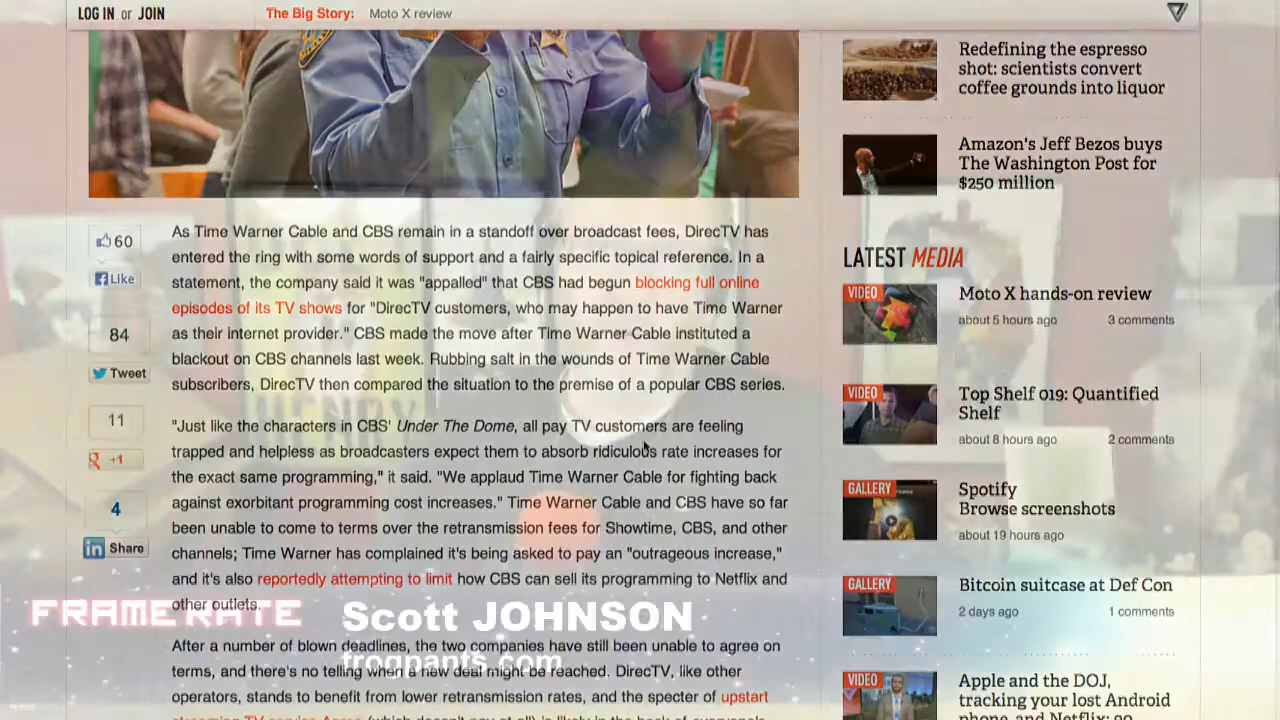 LOG IN or JOIN
The Big Story: Moto X review
Redefining the espresso
shot: scientists convert
coffee grounds into liquor
Amazon's Jeff Bezos buys
The Washington Post for
$250 million
60
Like
84
Tweet
11
+1
4
in Share
As Time Warner Cable and CBS remain in a standoff over broadcast fees, DirecTV has
entered the ring with some words of support and a fairly specific topical reference. In a
statement, the company said it was "appalled" that CBS had begun blocking full online
episodes of its TV shows for "DirecTV customers, who may happen to have Time Warner
as their internet provider." CBS made the move after Time Warner Cable instituted a
blackout on CBS channels last week. Rubbing salt in the wounds of Time Warner Cable
subscribers, DirecTV then compared the situation to the premise of a popular CBS series.
"Just like the characters in CBS' Under The Dome, all pay TV customers are feeling
trapped and helpless as broadcasters expect them to absorb ridiculous rate increases for
the exact same programming," it said. "We applaud Time Warner Cable for fighting back
against exorbitant programming cost increases." Time Warner Cable and CBS have so far
been unable to come to terms over the retransmission fees for Showtime, CBS, and other
channels; Time Warner has complained it's being asked to pay an "outrageous increase,"
and it's also reportedly attempting to limit how CBS can sell its programming to Netflix and
other outlets.
After a number of blown deadlines, the two companies have still been unable to agree on
terms, and there's no telling when a new deal might be reached. DirecTV, like other
operators, stands to benefit from lower retransmission rates, and the specter of upstart
LATEST MEDIA
VIDEO
Moto X hands-on review
about 5 hours ago 3 comments
VIDEO
Top Shelf 019: Quantified
Shelf
about 8 hours ago 2 comments
GALLERY
Spotify
Browse screenshots
about 19 hours ago
GALLERY
Bitcoin suitcase at Def Con
2 days ago 1 comments
VIDEO
Apple and the DOJ,
tracking your lost Android
FRAME RATE
Scott JOHNSON
frogpants.com